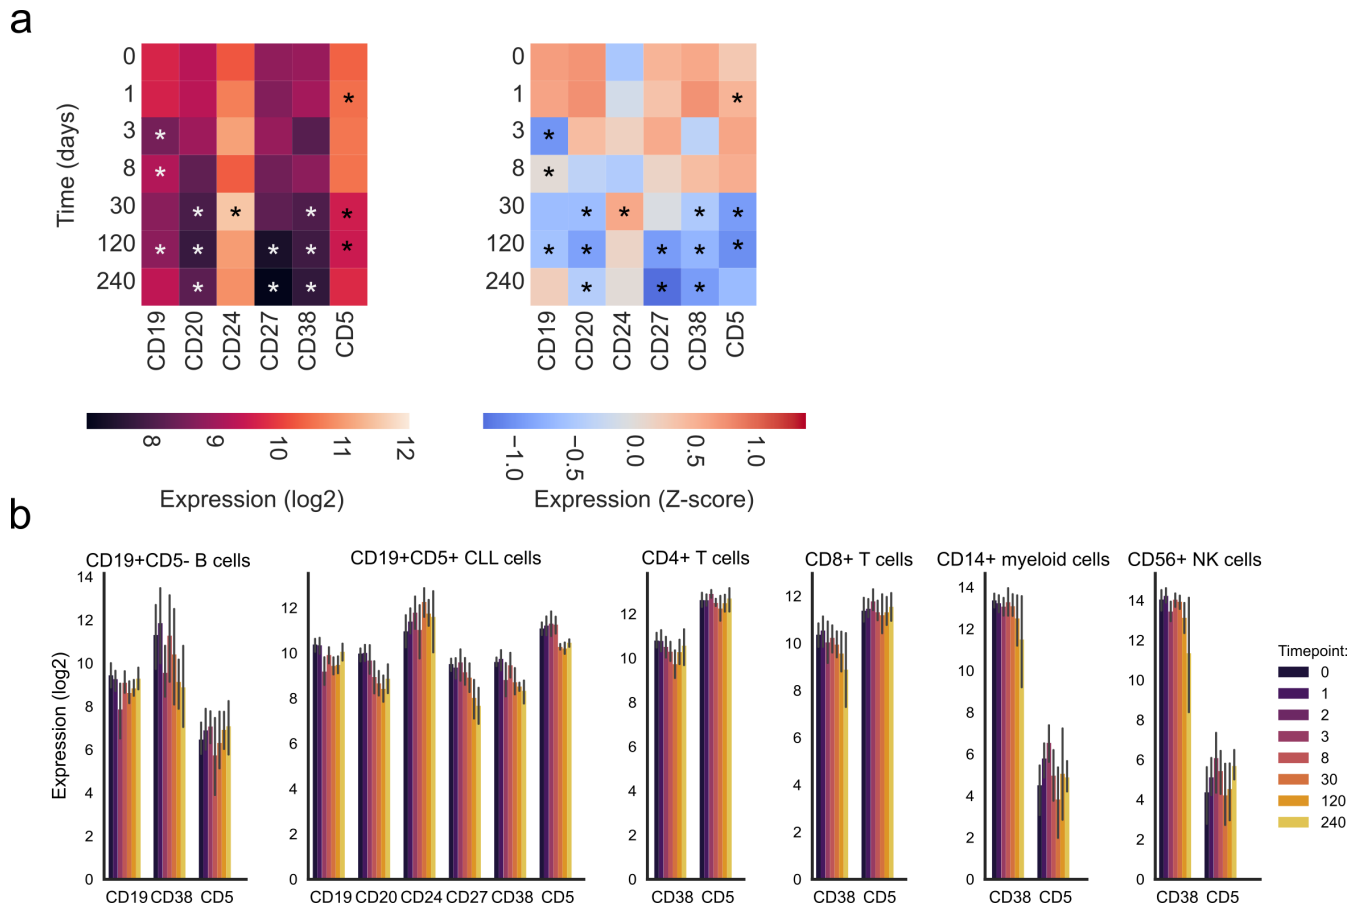 a
0
1
3
8
30
120
240
Time (days)
* * * * * * * * * * * * * * *
CD19 CD20 CD24 CD27 CD38 CD5
8 9 10 11 12
Expression (log2)
0
1
3
8
30
120
240
* * * * * * * * * * * * * * *
CD19 CD20 CD24 CD27 CD38 CD5
−1.0 −0.5 0.0 0.5 1.0
Expression (Z-score)
b
Expression (log2)
CD19+CD5- B cells
14
12
10
8
6
4
2
0
CD19 CD38 CD5
CD19+CD5+ CLL cells
12
10
8
6
4
2
0
CD19 CD20 CD24 CD27 CD38 CD5
CD4+ T cells
12
10
8
6
4
2
0
CD38 CD5
CD8+ T cells
12
10
8
6
4
2
0
CD38 CD5
CD14+ myeloid cells
14
12
10
8
6
4
2
0
CD38 CD5
CD56+ NK cells
14
12
10
8
6
4
2
0
CD38 CD5
Timepoint:
0
1
2
3
8
30
120
240